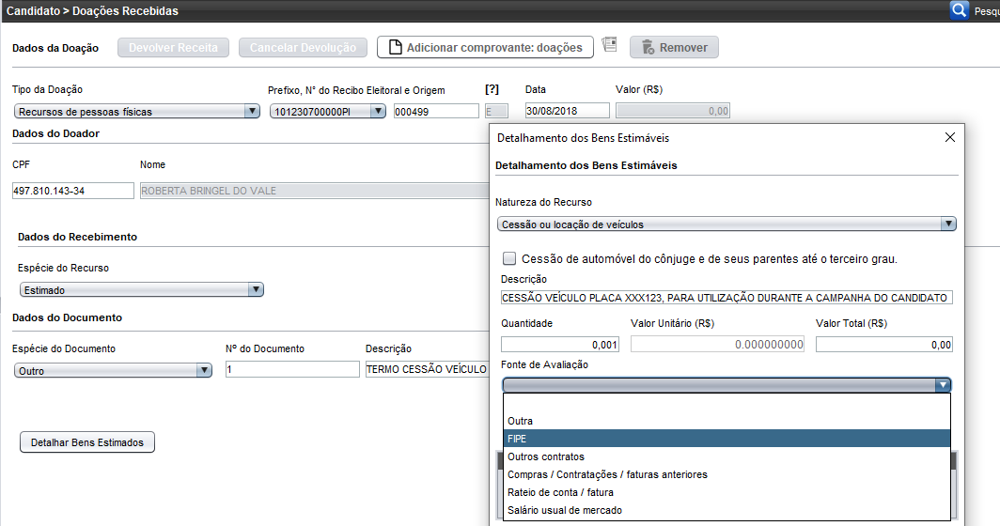 Candidato > Doações Recebidas
Pesqu
Dados da Doação
Devolver Receita
Cancelar Devolução
Adicionar comprovante: doações
Remover
Tipo da Doação
Prefixo, N° do Recibo Eleitoral e Origem
[?]
Data
Valor (R$)
Recursos de pessoas físicas
101230700000PI
000499
E
30/08/2018
0,00
Dados do Doador
CPF
Nome
497.810.143-34
ROBERTA BRINGEL DO VALE
Dados do Recebimento
Espécie do Recurso
Estimado
Dados do Documento
Espécie do Documento
Nº do Documento
Descrição
Outro
1
TERMO CESSÃO VEÍCULO
Detalhar Bens Estimados
Detalhamento dos Bens Estimáveis
Detalhamento dos Bens Estimáveis
Natureza do Recurso
Cessão ou locação de veículos
Cessão de automóvel do cônjuge e de seus parentes até o terceiro grau.
Descrição
CESSÃO VEÍCULO PLACA XXX123, PARA UTILIZAÇÃO DURANTE A CAMPANHA DO CANDIDATO
Quantidade
Valor Unitário (R$)
Valor Total (R$)
0,001
0.000000000
0,00
Fonte de Avaliação
Outra
FIPE
Outros contratos
Compras / Contratações / faturas anteriores
Rateio de conta / fatura
Salário usual de mercado